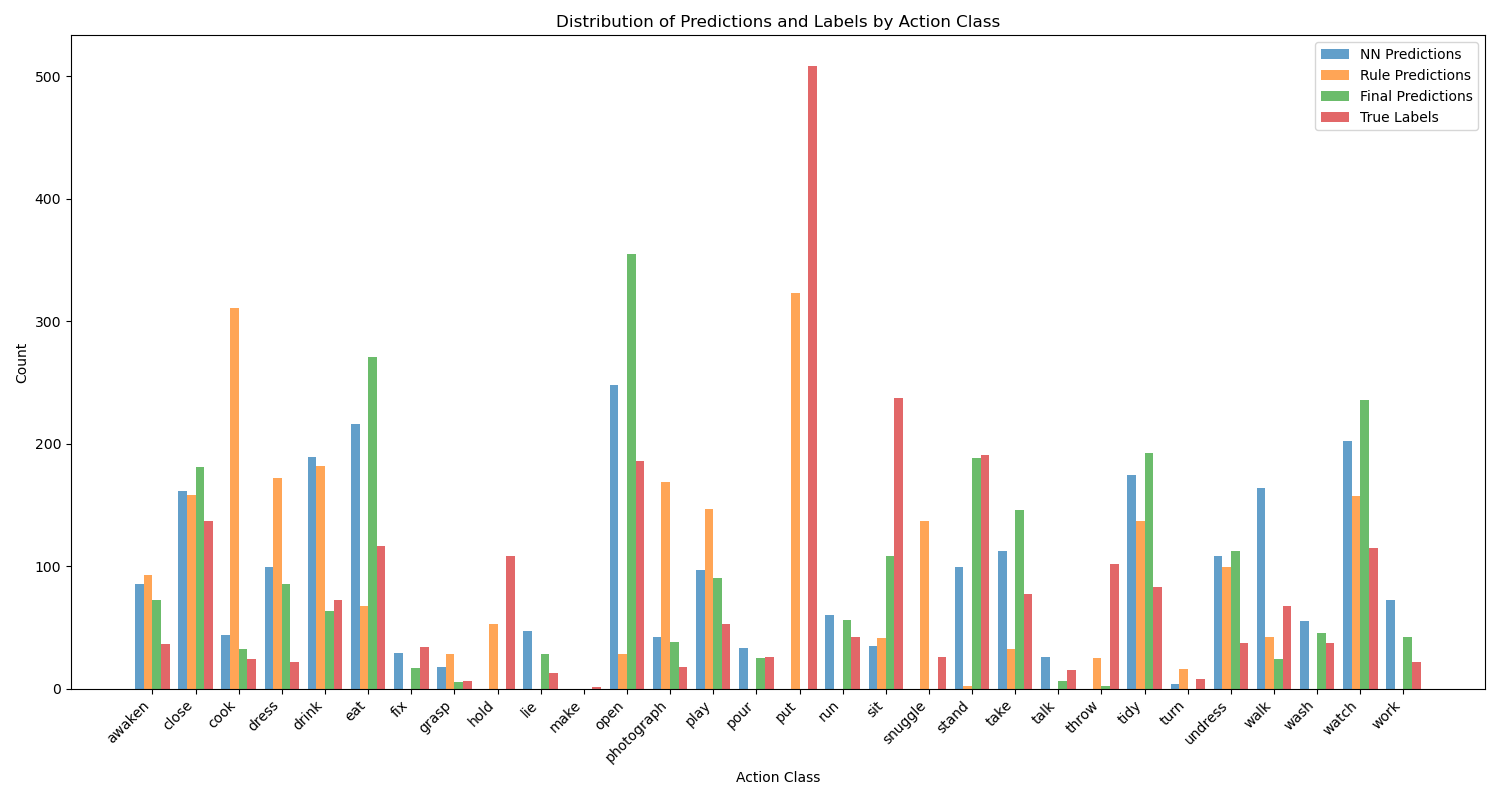 Distribution of Predictions and Labels by Action Class
NN Predictions
Rule Predictions
Final Predictions
True Labels
500
400
300
200
100
0
Count
awaken
close
cook
dress
drink
eat
fix
grasp
hold
lie
make
open
photograph
play
pour
put
run
sit
snuggle
stand
take
talk
throw
tidy
turn
undress
walk
wash
watch
work
Action Class